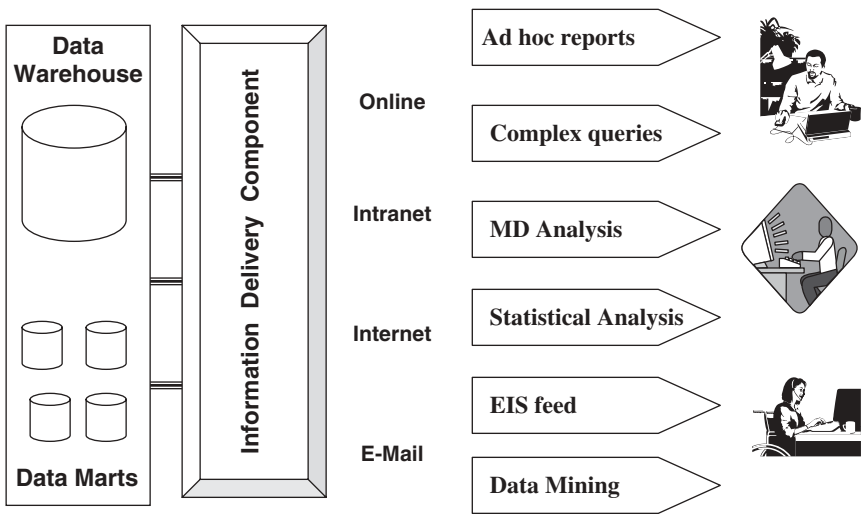 Data
Warehouse
Data Marts
Information Delivery Component
Online
Intranet
Internet
E-Mail
Ad hoc reports
Complex queries
MD Analysis
Statistical Analysis
EIS feed
Data Mining